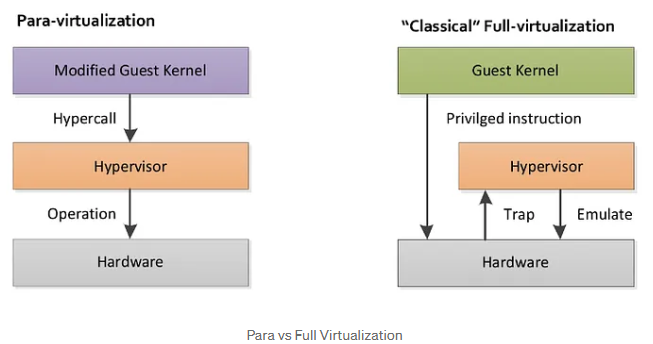 Para-virtualization
Modified Guest Kernel
Hypercall
Hypervisor
Operation
Hardware
“Classical” Full-virtualization
Guest Kernel
Privilged instruction
Hypervisor
Trap
Emulate
Hardware
Para vs Full Virtualization